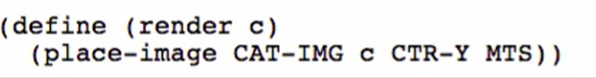 (define (render c)
  (place-image CAT-IMG c CTR-Y MTS))